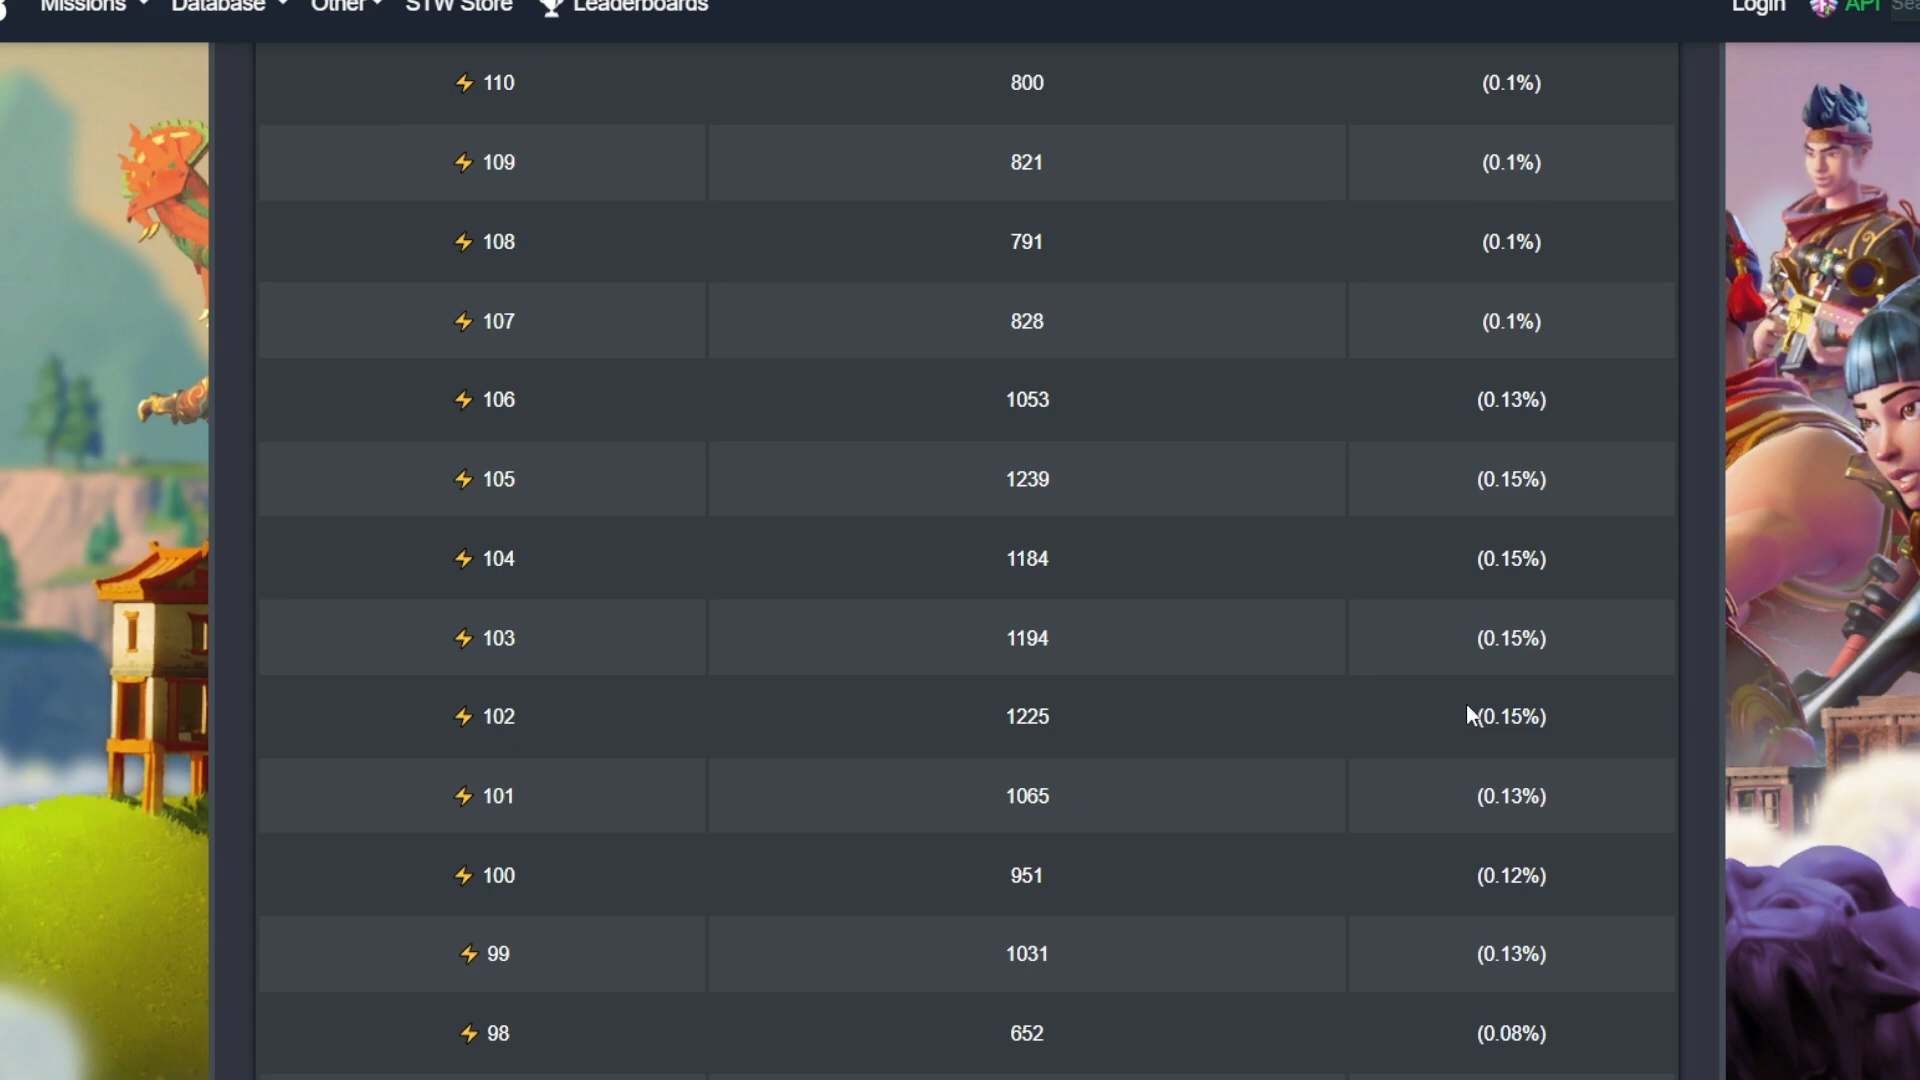 Missions Database Other STW Store Leaderboards Login API Sea
110 800 (0.1%)
109 821 (0.1%)
108 791 (0.1%)
107 828 (0.1%)
106 1053 (0.13%)
105 1239 (0.15%)
104 1184 (0.15%)
103 1194 (0.15%)
102 1225 (0.15%)
101 1065 (0.13%)
100 951 (0.12%)
99 1031 (0.13%)
98 652 (0.08%)